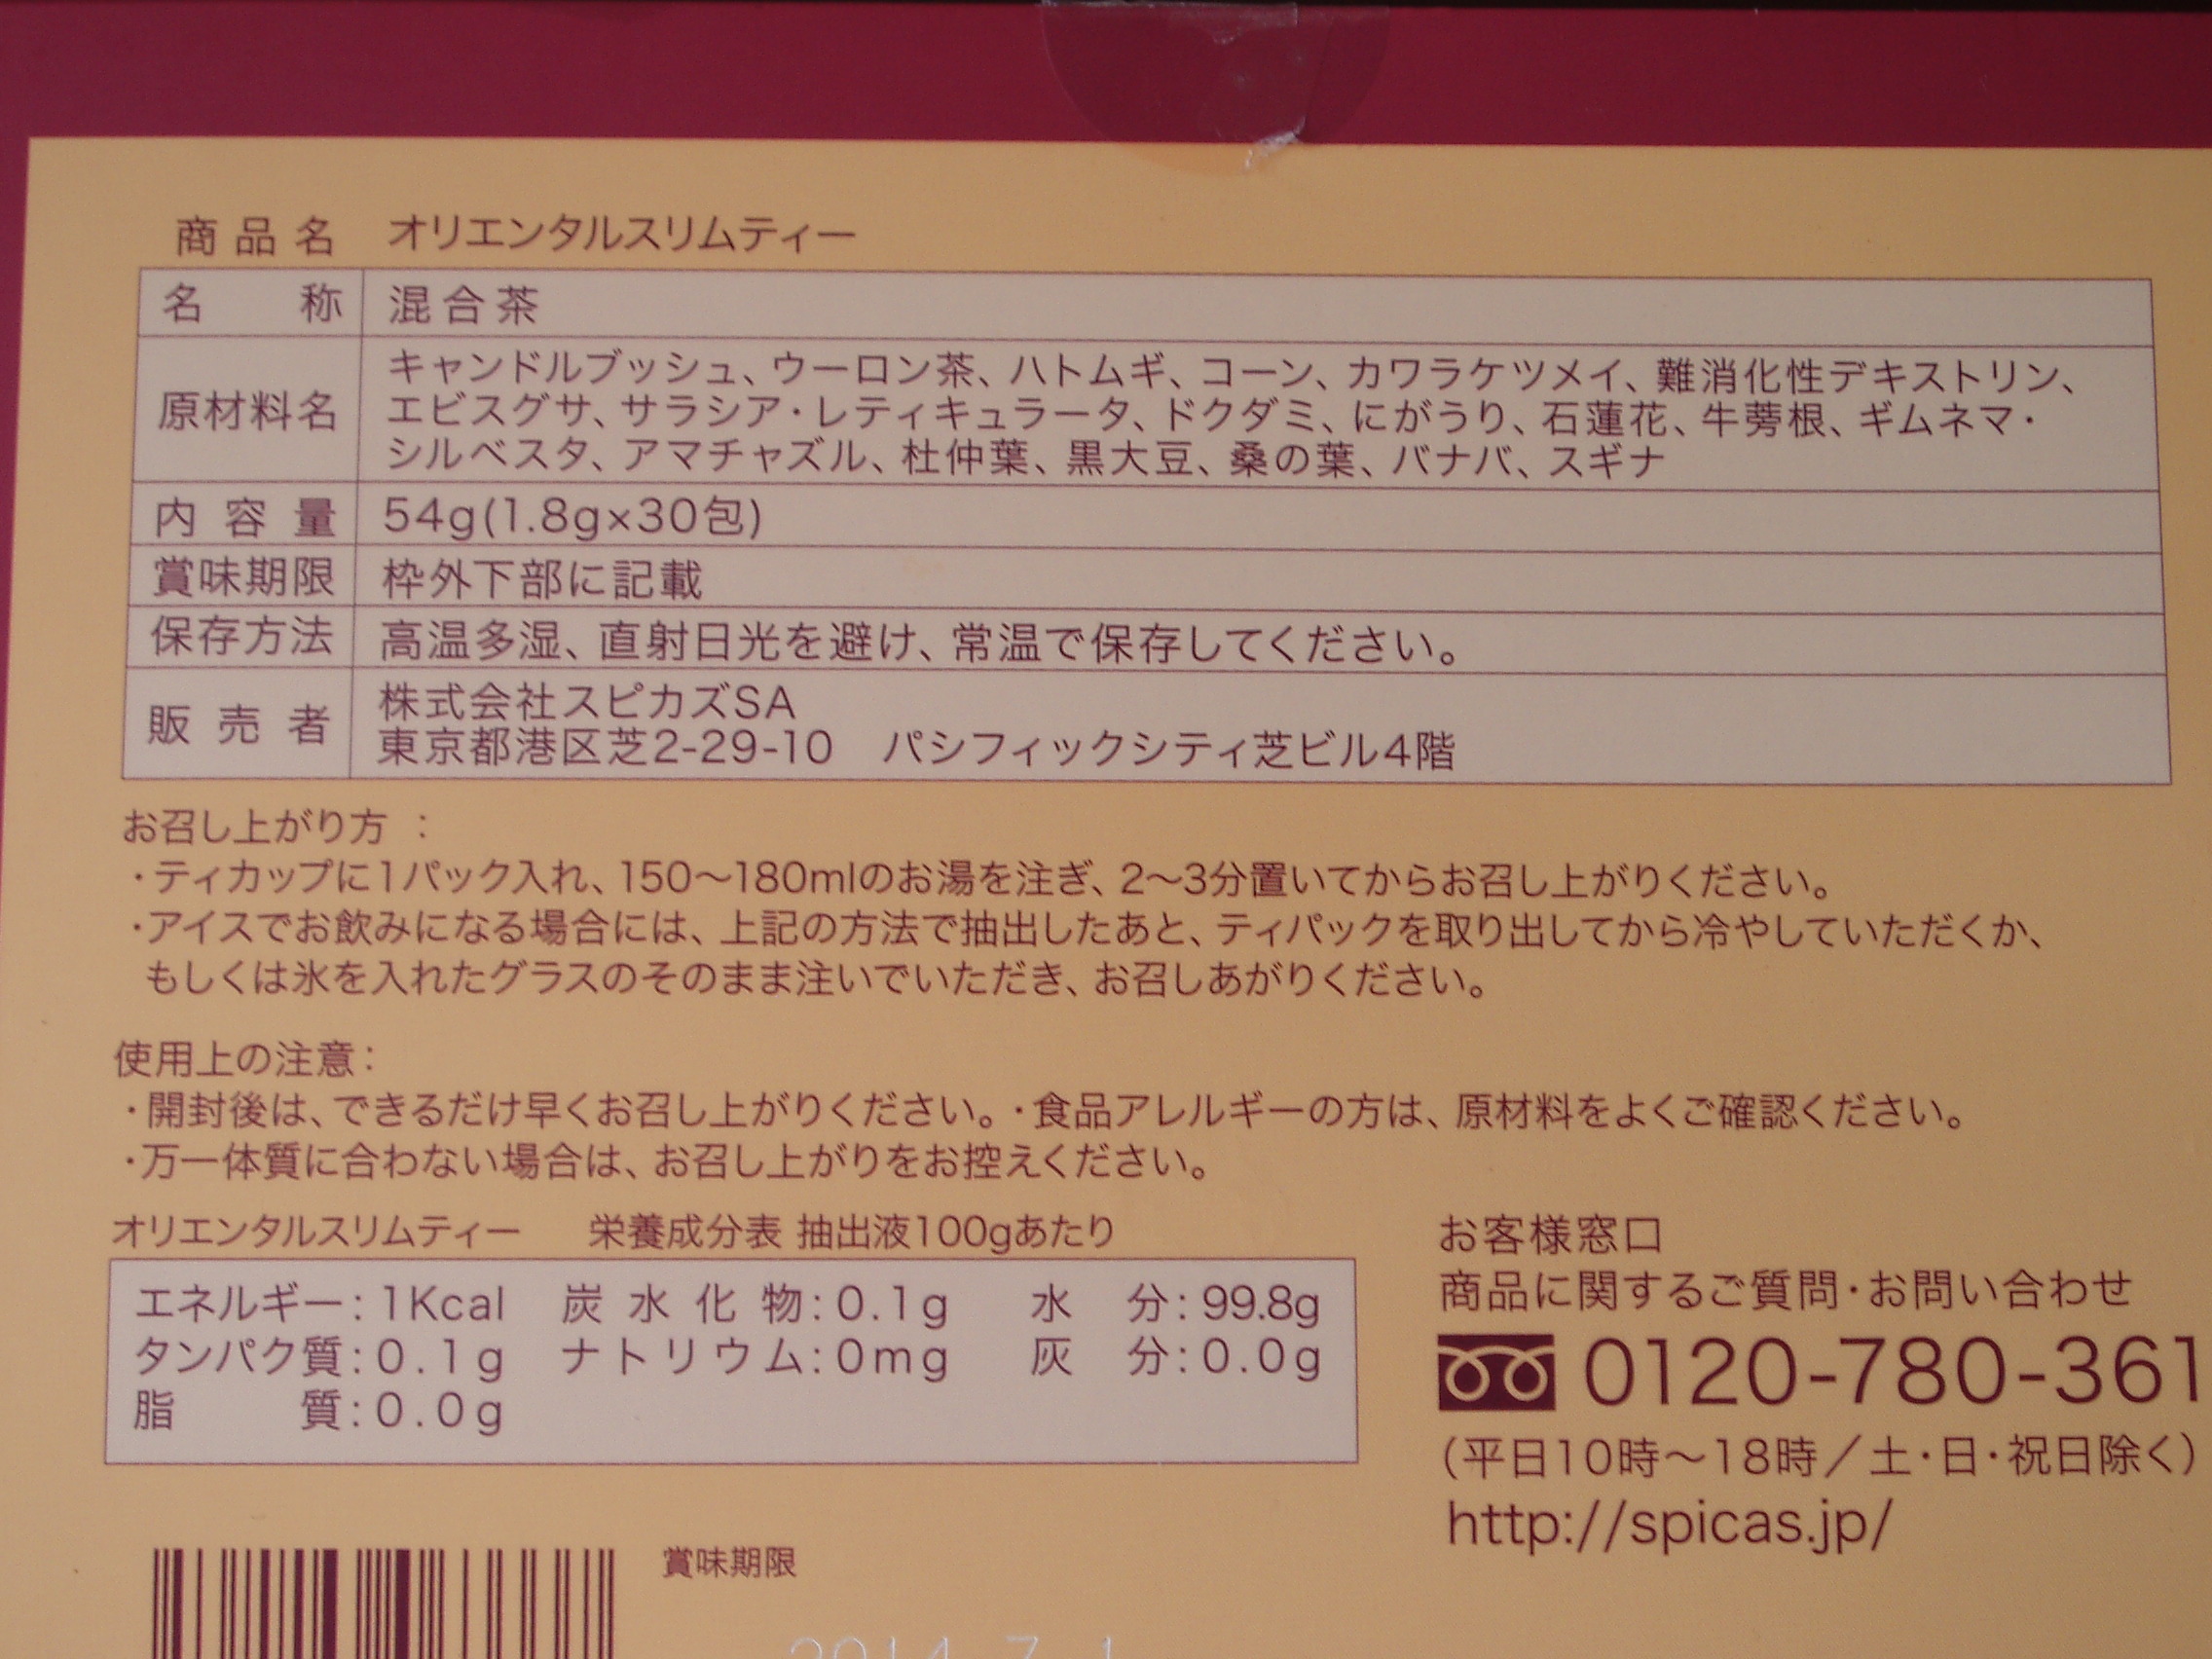 商品名 オリエンタルスリムティー
名称 混合茶
原材料名 キャンドルブッシュ、ウーロン茶、ハトムギ、コーン、カワラケツメイ、難消化性デキストリン、
エビスグサ、サラシア・レティキュラータ、ドクダミ、にがうり、石蓮花、牛蒡根、ギムネマ・
シルベスタ、アマチャズル、杜仲葉、黒大豆、桑の葉、バナバ、スギナ
内容量 54g(1.8g×30包)
賞味期限 枠外下部に記載
保存方法 高温多湿、直射日光を避け、常温で保存してください。
販売者 株式会社スピカズSA
東京都港区芝2-29-10 パシフィックシティ芝ビル4階
お召し上がり方 :
・ティカップに1パック入れ、150〜180mlのお湯を注ぎ、2〜3分置いてからお召し上がりください。
・アイスでお飲みになる場合には、上記の方法で抽出したあと、ティパックを取り出してから冷やしていただくか、
もしくは氷を入れたグラスのそのまま注いでいただき、お召しあがりください。
使用上の注意:
・開封後は、できるだけ早くお召し上がりください。・食品アレルギーの方は、原材料をよくご確認ください。
・万一体質に合わない場合は、お召し上がりをお控えください。
オリエンタルスリムティー 栄養成分表 抽出液100gあたり
エネルギー:1Kcal 炭水化物:0.1g 水分:99.8g
タンパク質:0.1g ナトリウム:0mg 灰分:0.0g
脂質:0.0g
お客様窓口
商品に関するご質問・お問い合わせ
0120-780-361
(平日10時〜18時/土・日・祝日除く)
http://spicas.jp/
賞味期限
2014 7 1